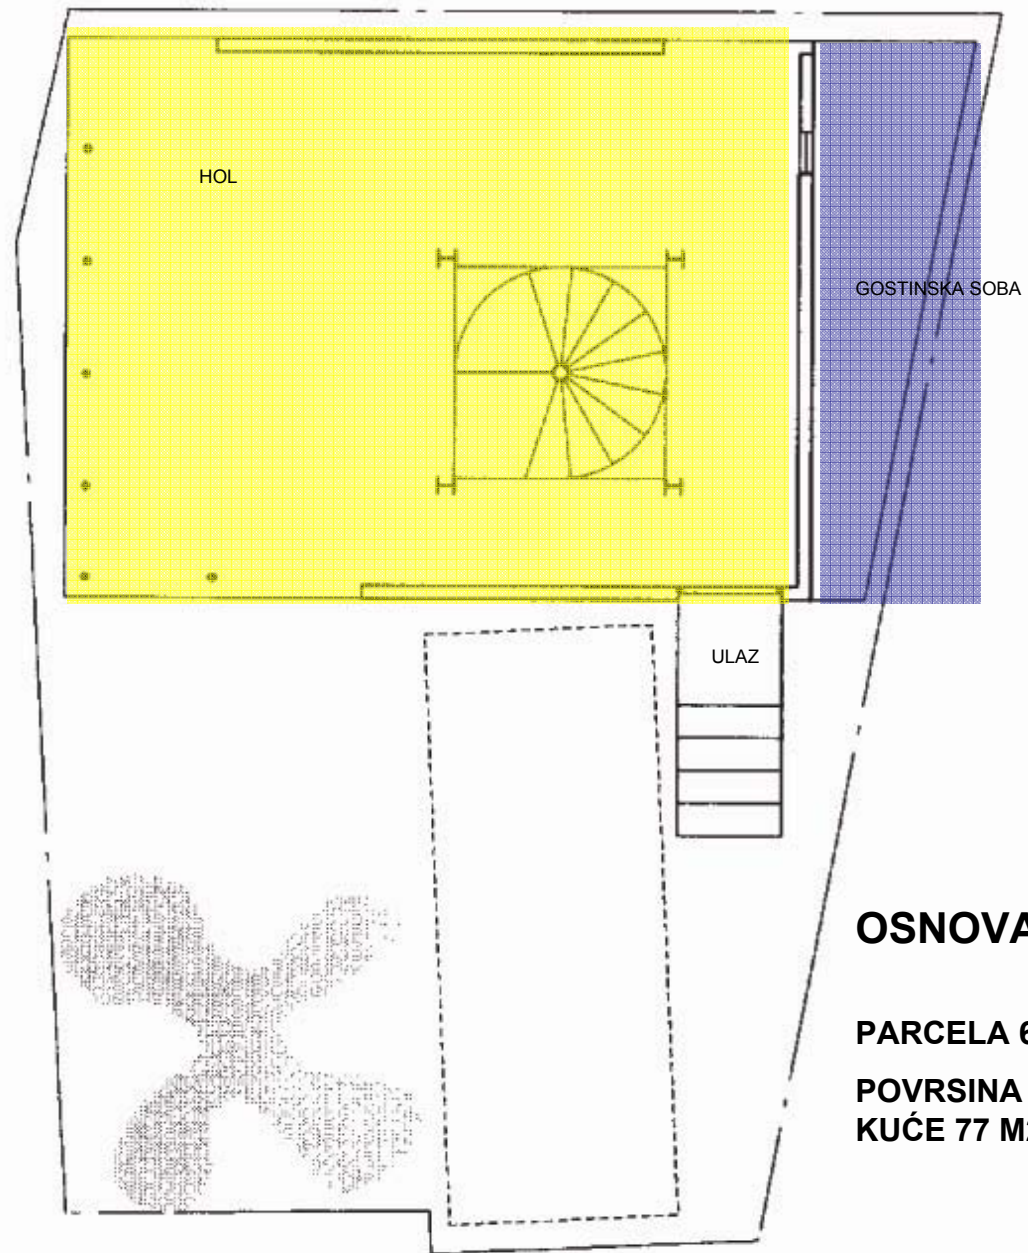 HOL
GOSTINSKA SOBA
ULAZ
OSNOVA
PARCELA
POVRSINA
KUĆE 77